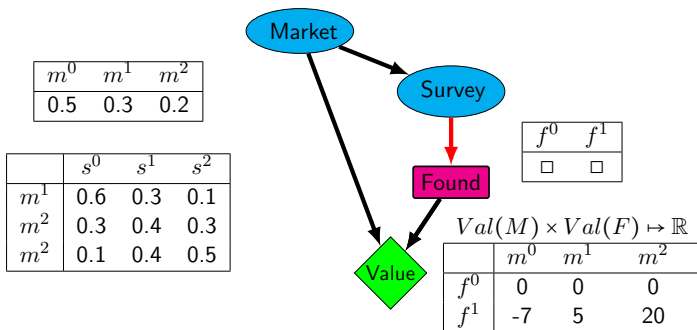 Market
m⁰ m¹ m²
0.5 0.3 0.2
Survey
f⁰ f¹
□ □
s⁰ s¹ s²
m¹ 0.6 0.3 0.1
m² 0.3 0.4 0.3
m² 0.1 0.4 0.5
Found
Val(M) × Val(F) ↦ ℝ
Value
m⁰ m¹ m²
f⁰ 0 0 0
f¹ -7 5 20